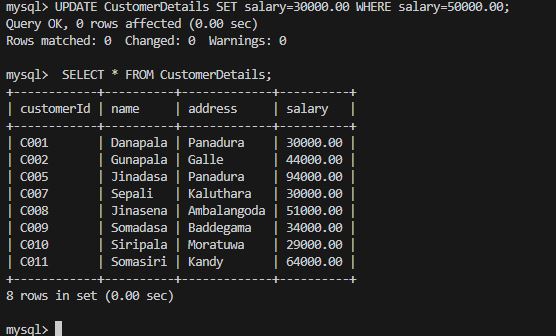 mysql> UPDATE CustomerDetails SET salary=30000.00 WHERE salary=50000.00;
Query OK, 0 rows affected (0.00 sec)
Rows matched: 0  Changed: 0  Warnings: 0

mysql>  SELECT * FROM CustomerDetails;
+------------+----------+-------------+----------+
| customerId | name     | address     | salary   |
+------------+----------+-------------+----------+
| C001       | Danapala | Panadura    | 30000.00 |
| C002       | Gunapala | Galle       | 44000.00 |
| C005       | Jinadasa | Panadura    | 94000.00 |
| C007       | Sepali   | Kaluthara   | 30000.00 |
| C008       | Jinasena | Ambalangoda | 51000.00 |
| C009       | Somadasa | Baddegama   | 34000.00 |
| C010       | Siripala | Moratuwa    | 29000.00 |
| C011       | Somasiri | Kandy       | 64000.00 |
+------------+----------+-------------+----------+
8 rows in set (0.00 sec)

mysql>